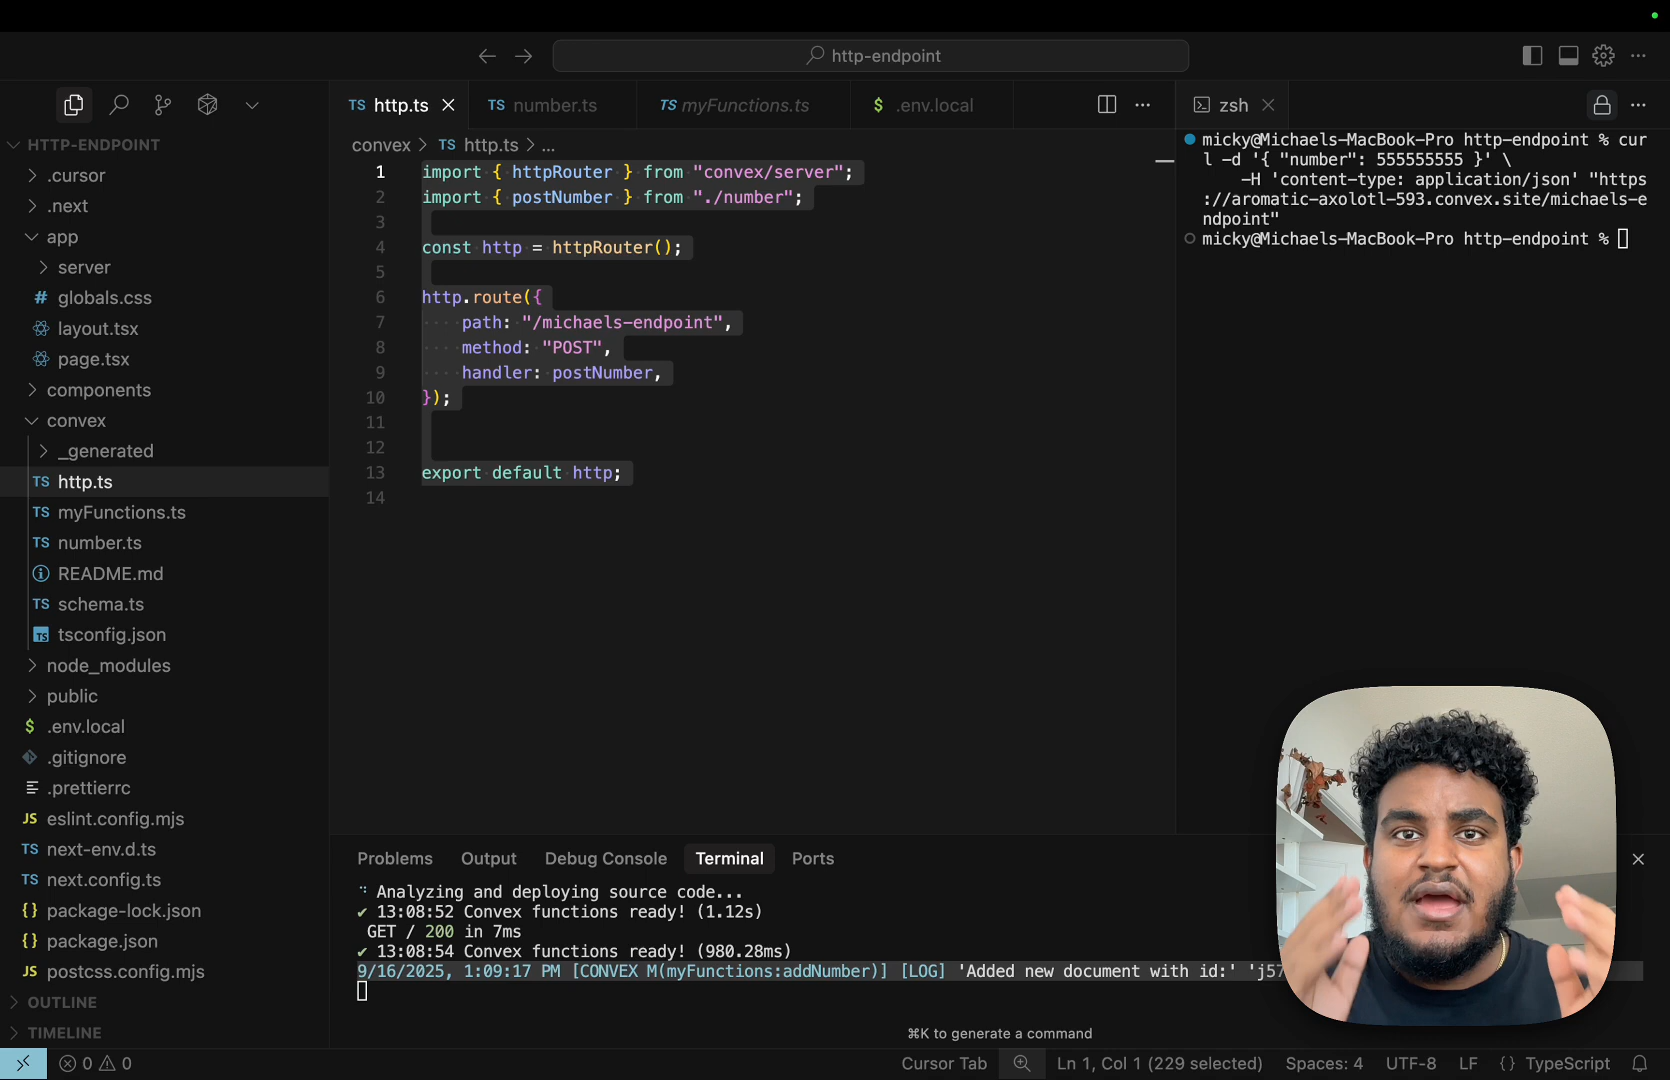 http-endpoint
HTTP-ENDPOINT
.cursor
.next
app
server
# globals.css
layout.tsx
page.tsx
components
convex
_generated
TS http.ts
TS myFunctions.ts
TS number.ts
README.md
TS schema.ts
TS tsconfig.json
node_modules
public
$ .env.local
.gitignore
.prettierrc
JS eslint.config.mjs
TS next-env.d.ts
TS next.config.ts
{} package-lock.json
{} package.json
JS postcss.config.mjs
OUTLINE
TIMELINE
TS http.ts
TS number.ts
TS myFunctions.ts
$ .env.local
convex > TS http.ts > ...
1 import { httpRouter } from "convex/server";
2 import { postNumber } from "./number";
3
4 const http = httpRouter();
5
6 http.route({
7 path: "/michaels-endpoint",
8 method: "POST",
9 handler: postNumber,
10 });
11
12
13 export default http;
14
zsh
micky@Michaels-MacBook-Pro http-endpoint % cur
l -d '{ "number": 555555555 }' \
-H 'content-type: application/json' "https
://aromatic-axolotl-593.convex.site/michaels-e
ndpoint"
micky@Michaels-MacBook-Pro http-endpoint %
Problems Output Debug Console Terminal Ports
Analyzing and deploying source code...
✔ 13:08:52 Convex functions ready! (1.12s)
GET / 200 in 7ms
✔ 13:08:54 Convex functions ready! (980.28ms)
9/16/2025, 1:09:17 PM [CONVEX M(myFunctions:addNumber)] [LOG] 'Added new document with id:' 'j57
⌘K to generate a command
0 0
Cursor Tab
Ln 1, Col 1 (229 selected)
Spaces: 4
UTF-8
LF
{} TypeScript